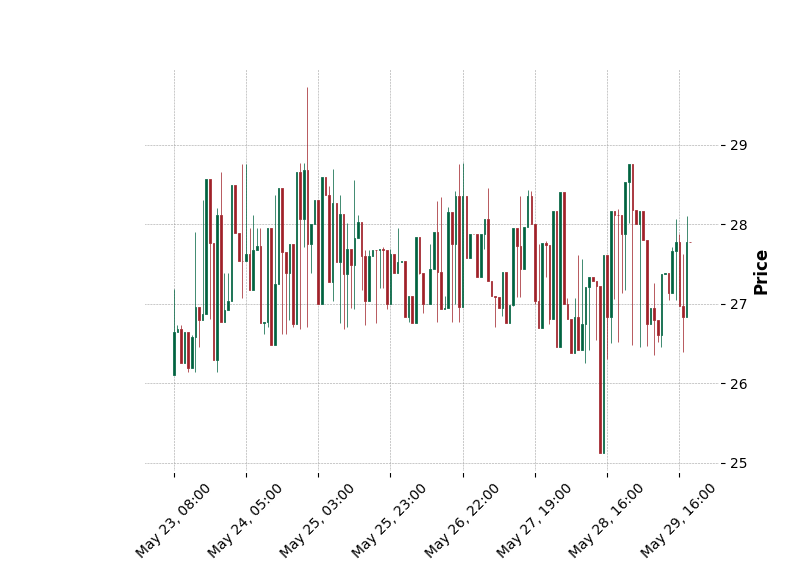 29
28
27
26
25
Price
May 23, 08:00
May 24, 05:00
May 25, 03:00
May 25, 23:00
May 26, 22:00
May 27, 19:00
May 28, 16:00
May 29, 16:00